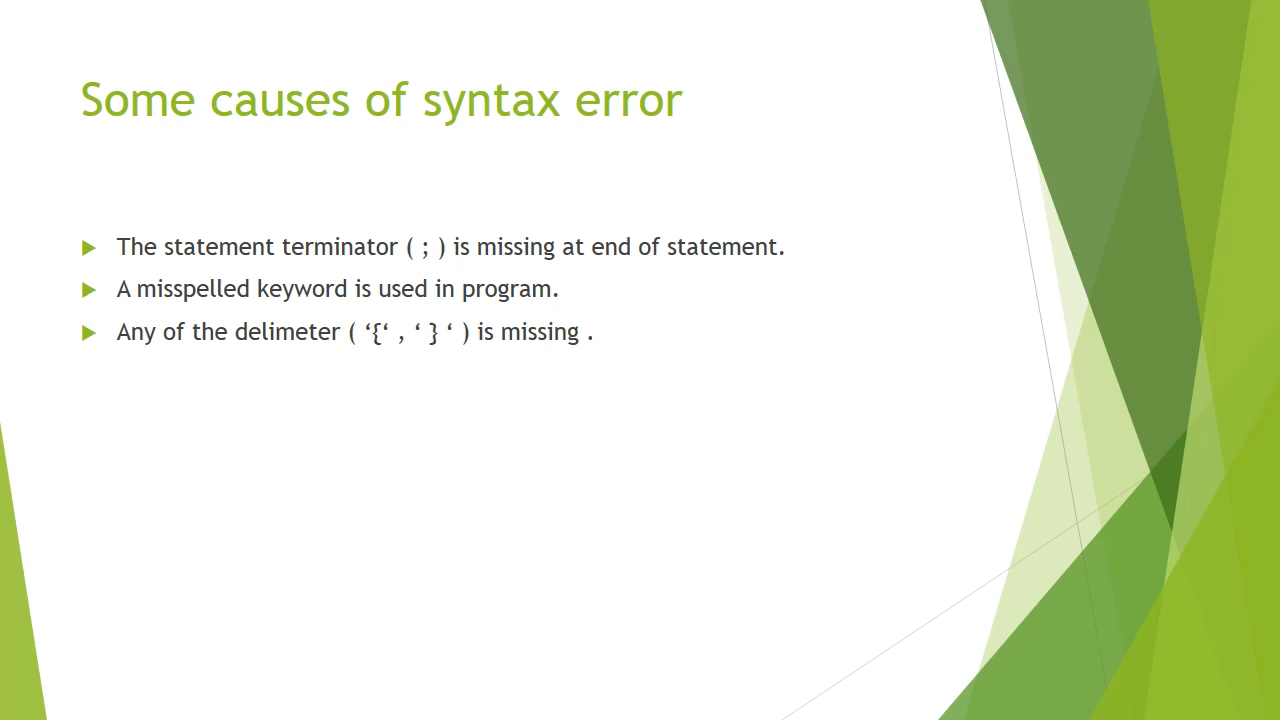 Some causes of syntax error
The statement terminator ( ; ) is missing at end of statement.
A misspelled keyword is used in program.
Any of the delimeter ( ‘{‘ , ‘ } ‘ ) is missing .